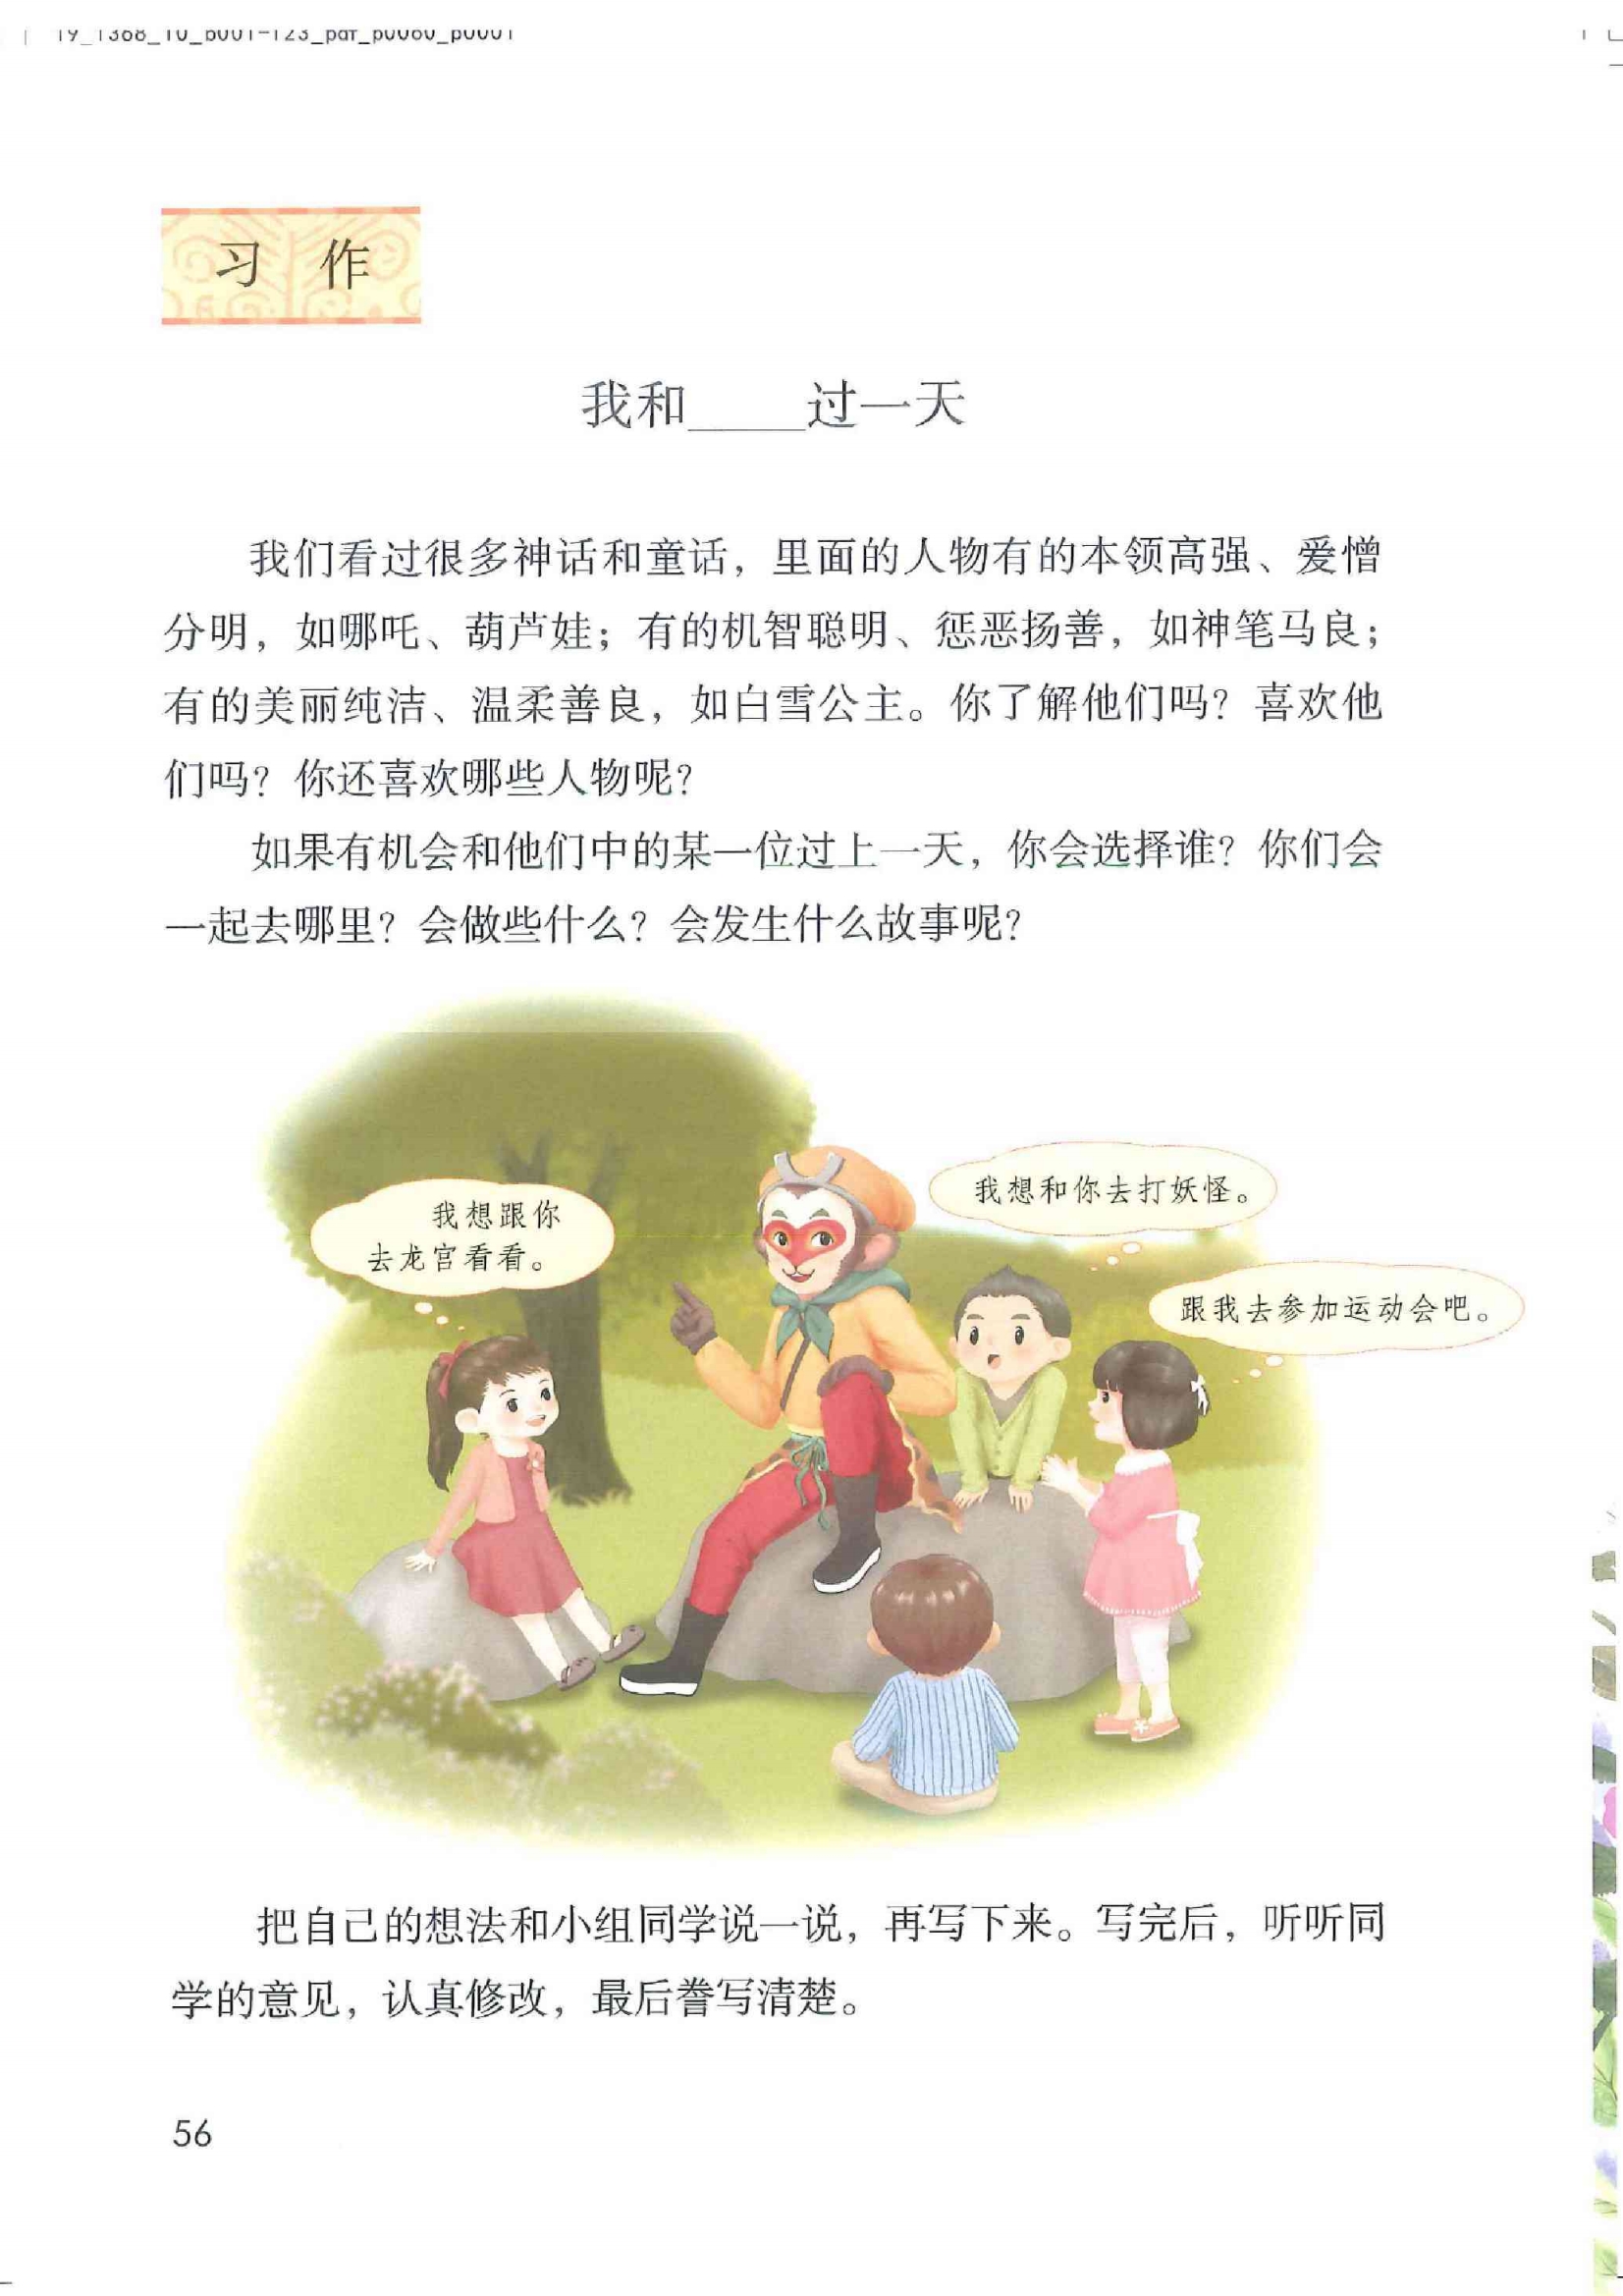 习 作
我和____过一天
我们看过很多神话和童话，里面的人物有的本领高强、爱憎
分明，如哪吒、葫芦娃；有的机智聪明、惩恶扬善，如神笔马良；
有的美丽纯洁、温柔善良，如白雪公主。你了解他们吗？喜欢他
们吗？你还喜欢哪些人物呢？
如果有机会和他们中的某一位过上一天，你会选择谁？你们会
一起去哪里？会做些什么？会发生什么故事呢？
我想跟你
去龙宫看看。
我想和你去打妖怪。
跟我去参加运动会吧。
把自己的想法和小组同学说一说，再写下来。写完后，听听同
学的意见，认真修改，最后誊写清楚。
56